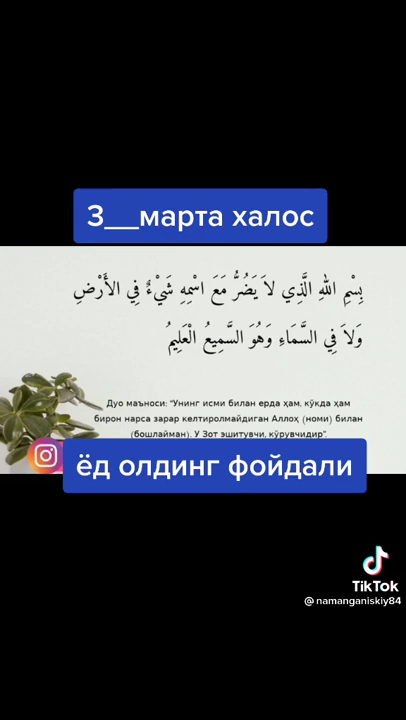 3__марта халос
بِسْمِ اللهِ الَّذِي لاَ يَضُرُّ مَعَ اسْمِهِ شَيْءٌ فِي الأَرْضِ
وَلاَ فِي السَّمَاءِ وَهُوَ السَّمِيعُ الْعَلِيمُ
Дуо маъноси: “Унинг исми билан ерда ҳам, кўкда ҳам
бирон нарса зарар келтиролмайдиган Аллоҳ (номи) билан
(бошлайман). У Зот эшитувчи, кўрувчидир”.
ёд олдинг фойдали
TikTok
@namanganiskiy84